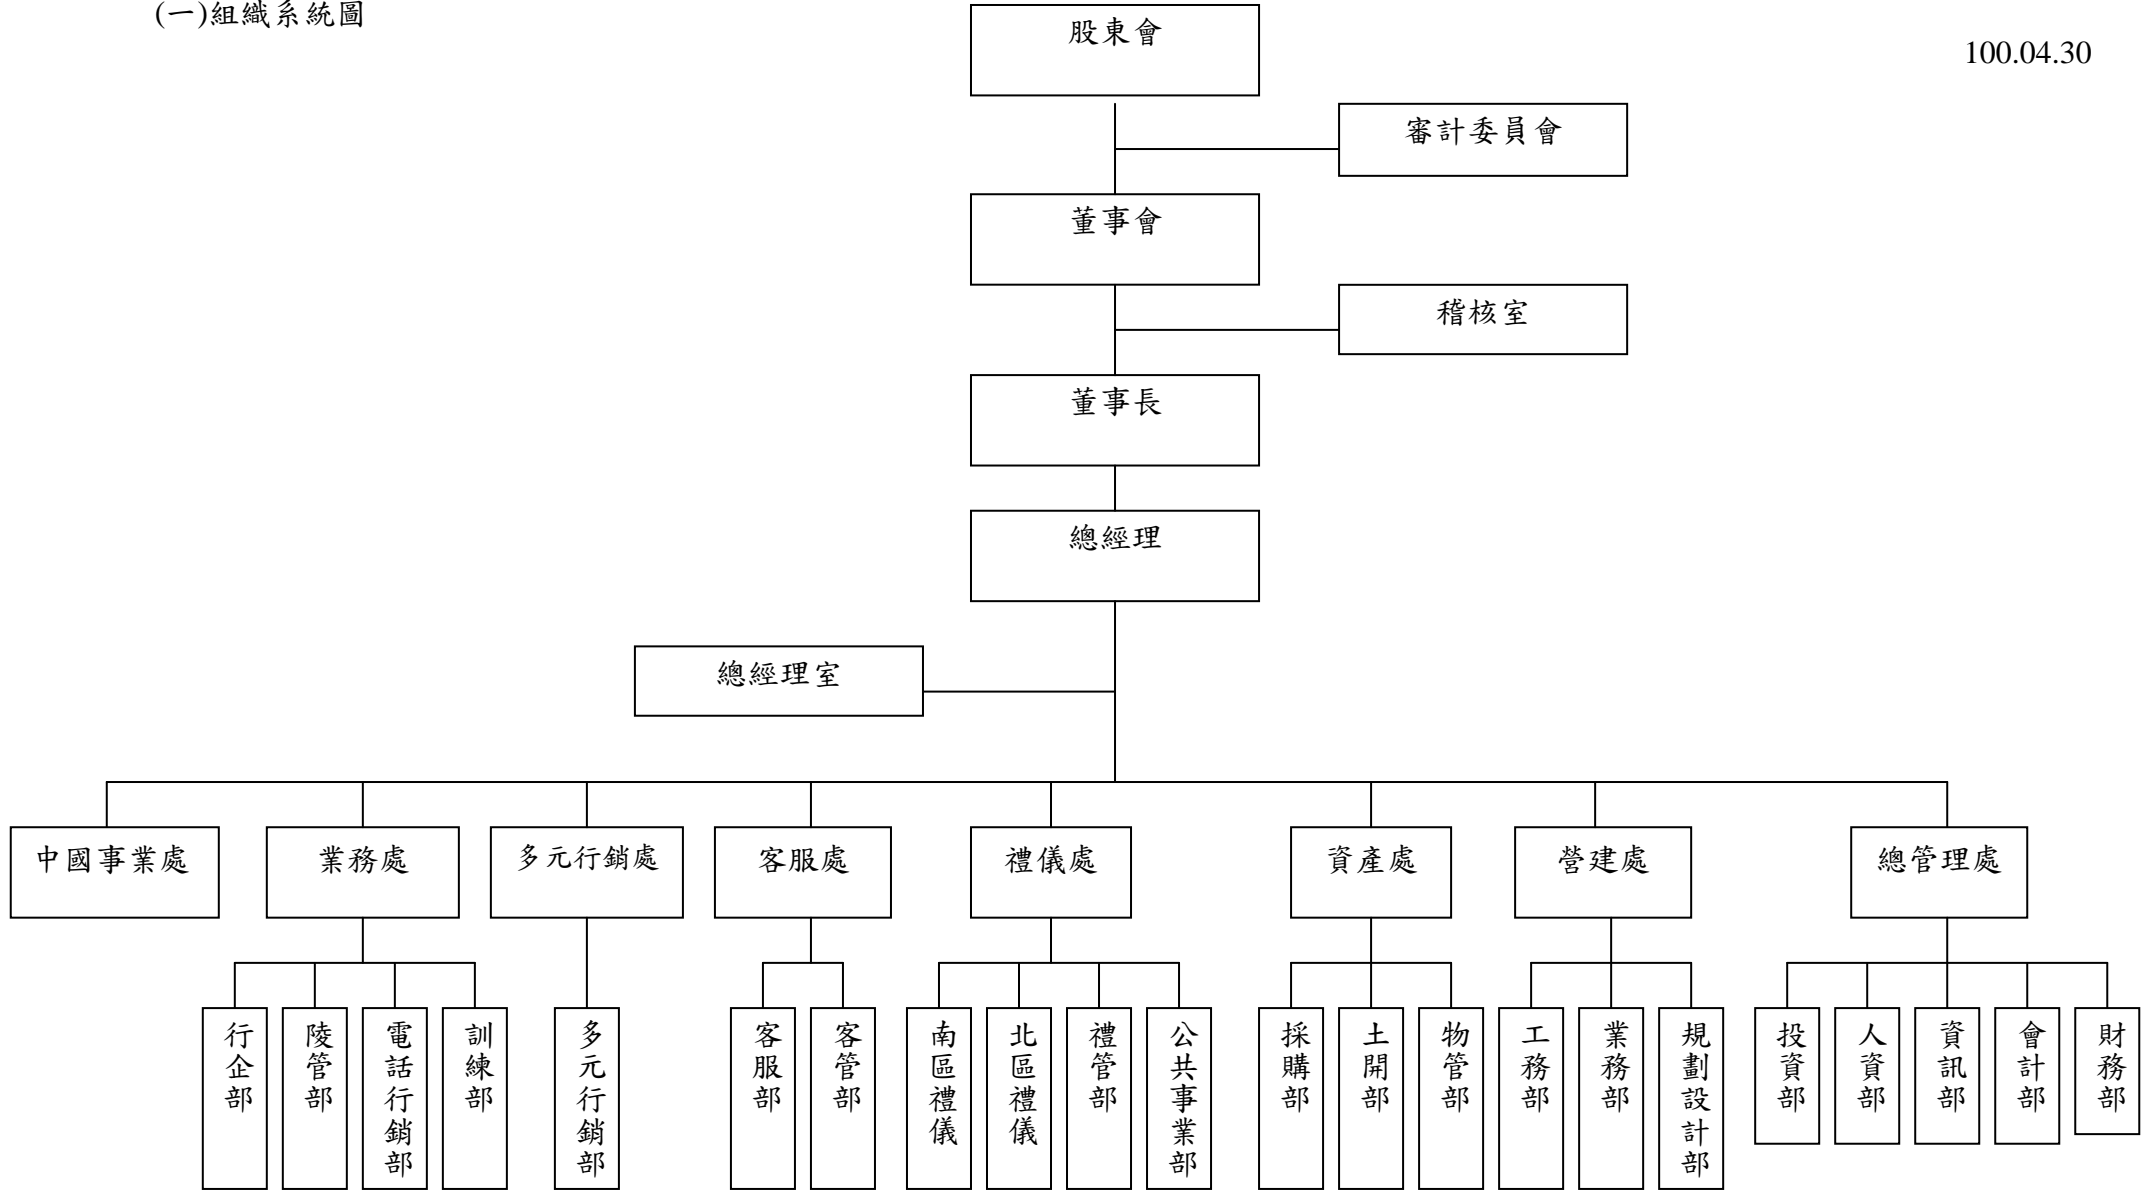 (一)組織系統圖
100.04.30
股東會
審計委員會
董事會
稽核室
董事長
總經理
總經理室
中國事業處
業務處
多元行銷處
客服處
禮儀處
資產處
營建處
總管理處
行企部
陵管部
電話行銷部
訓練部
多元行銷部
客服部
客管部
南區禮儀
北區禮儀
禮管部
公共事業部
採購部
土開部
物管部
工務部
業務部
規劃設計部
投資部
人資部
資訊部
會計部
財務部